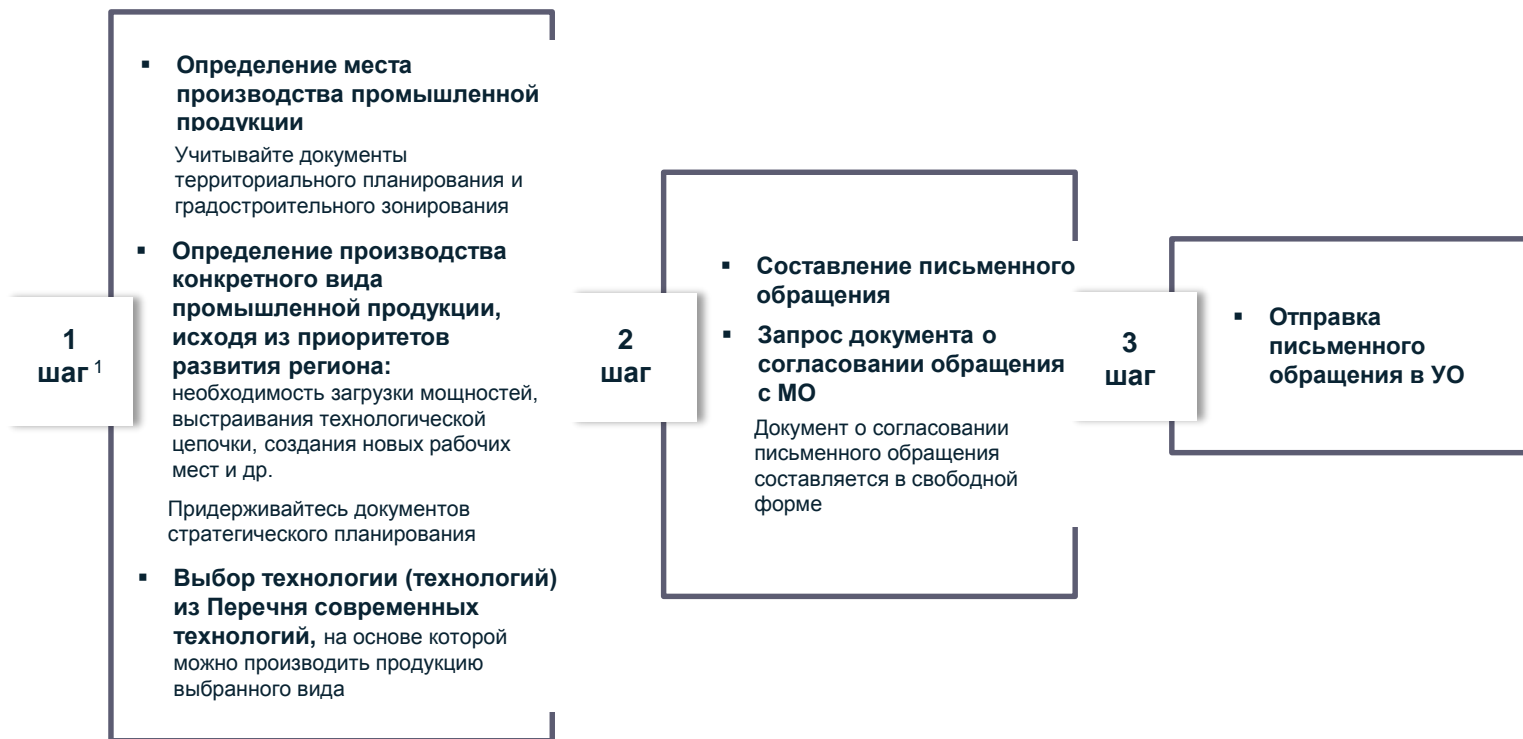 1
шаг 1
▪ Определение места
производства промышленной
продукции
Учитывайте документы
территориального планирования и
градостроительного зонирования
▪ Определение производства
конкретного вида
промышленной продукции,
исходя из приоритетов
развития региона:
необходимость загрузки мощностей,
выстраивания технологической
цепочки, создания новых рабочих
мест и др.
Придерживайтесь документов
стратегического планирования
▪ Выбор технологии (технологий)
из Перечня современных
технологий, на основе которой
можно производить продукцию
выбранного вида
2
шаг
▪ Составление письменного
обращения
▪ Запрос документа о
согласовании обращения
с МО
Документ о согласовании
письменного обращения
составляется в свободной
форме
3
шаг
▪ Отправка
письменного
обращения в УО